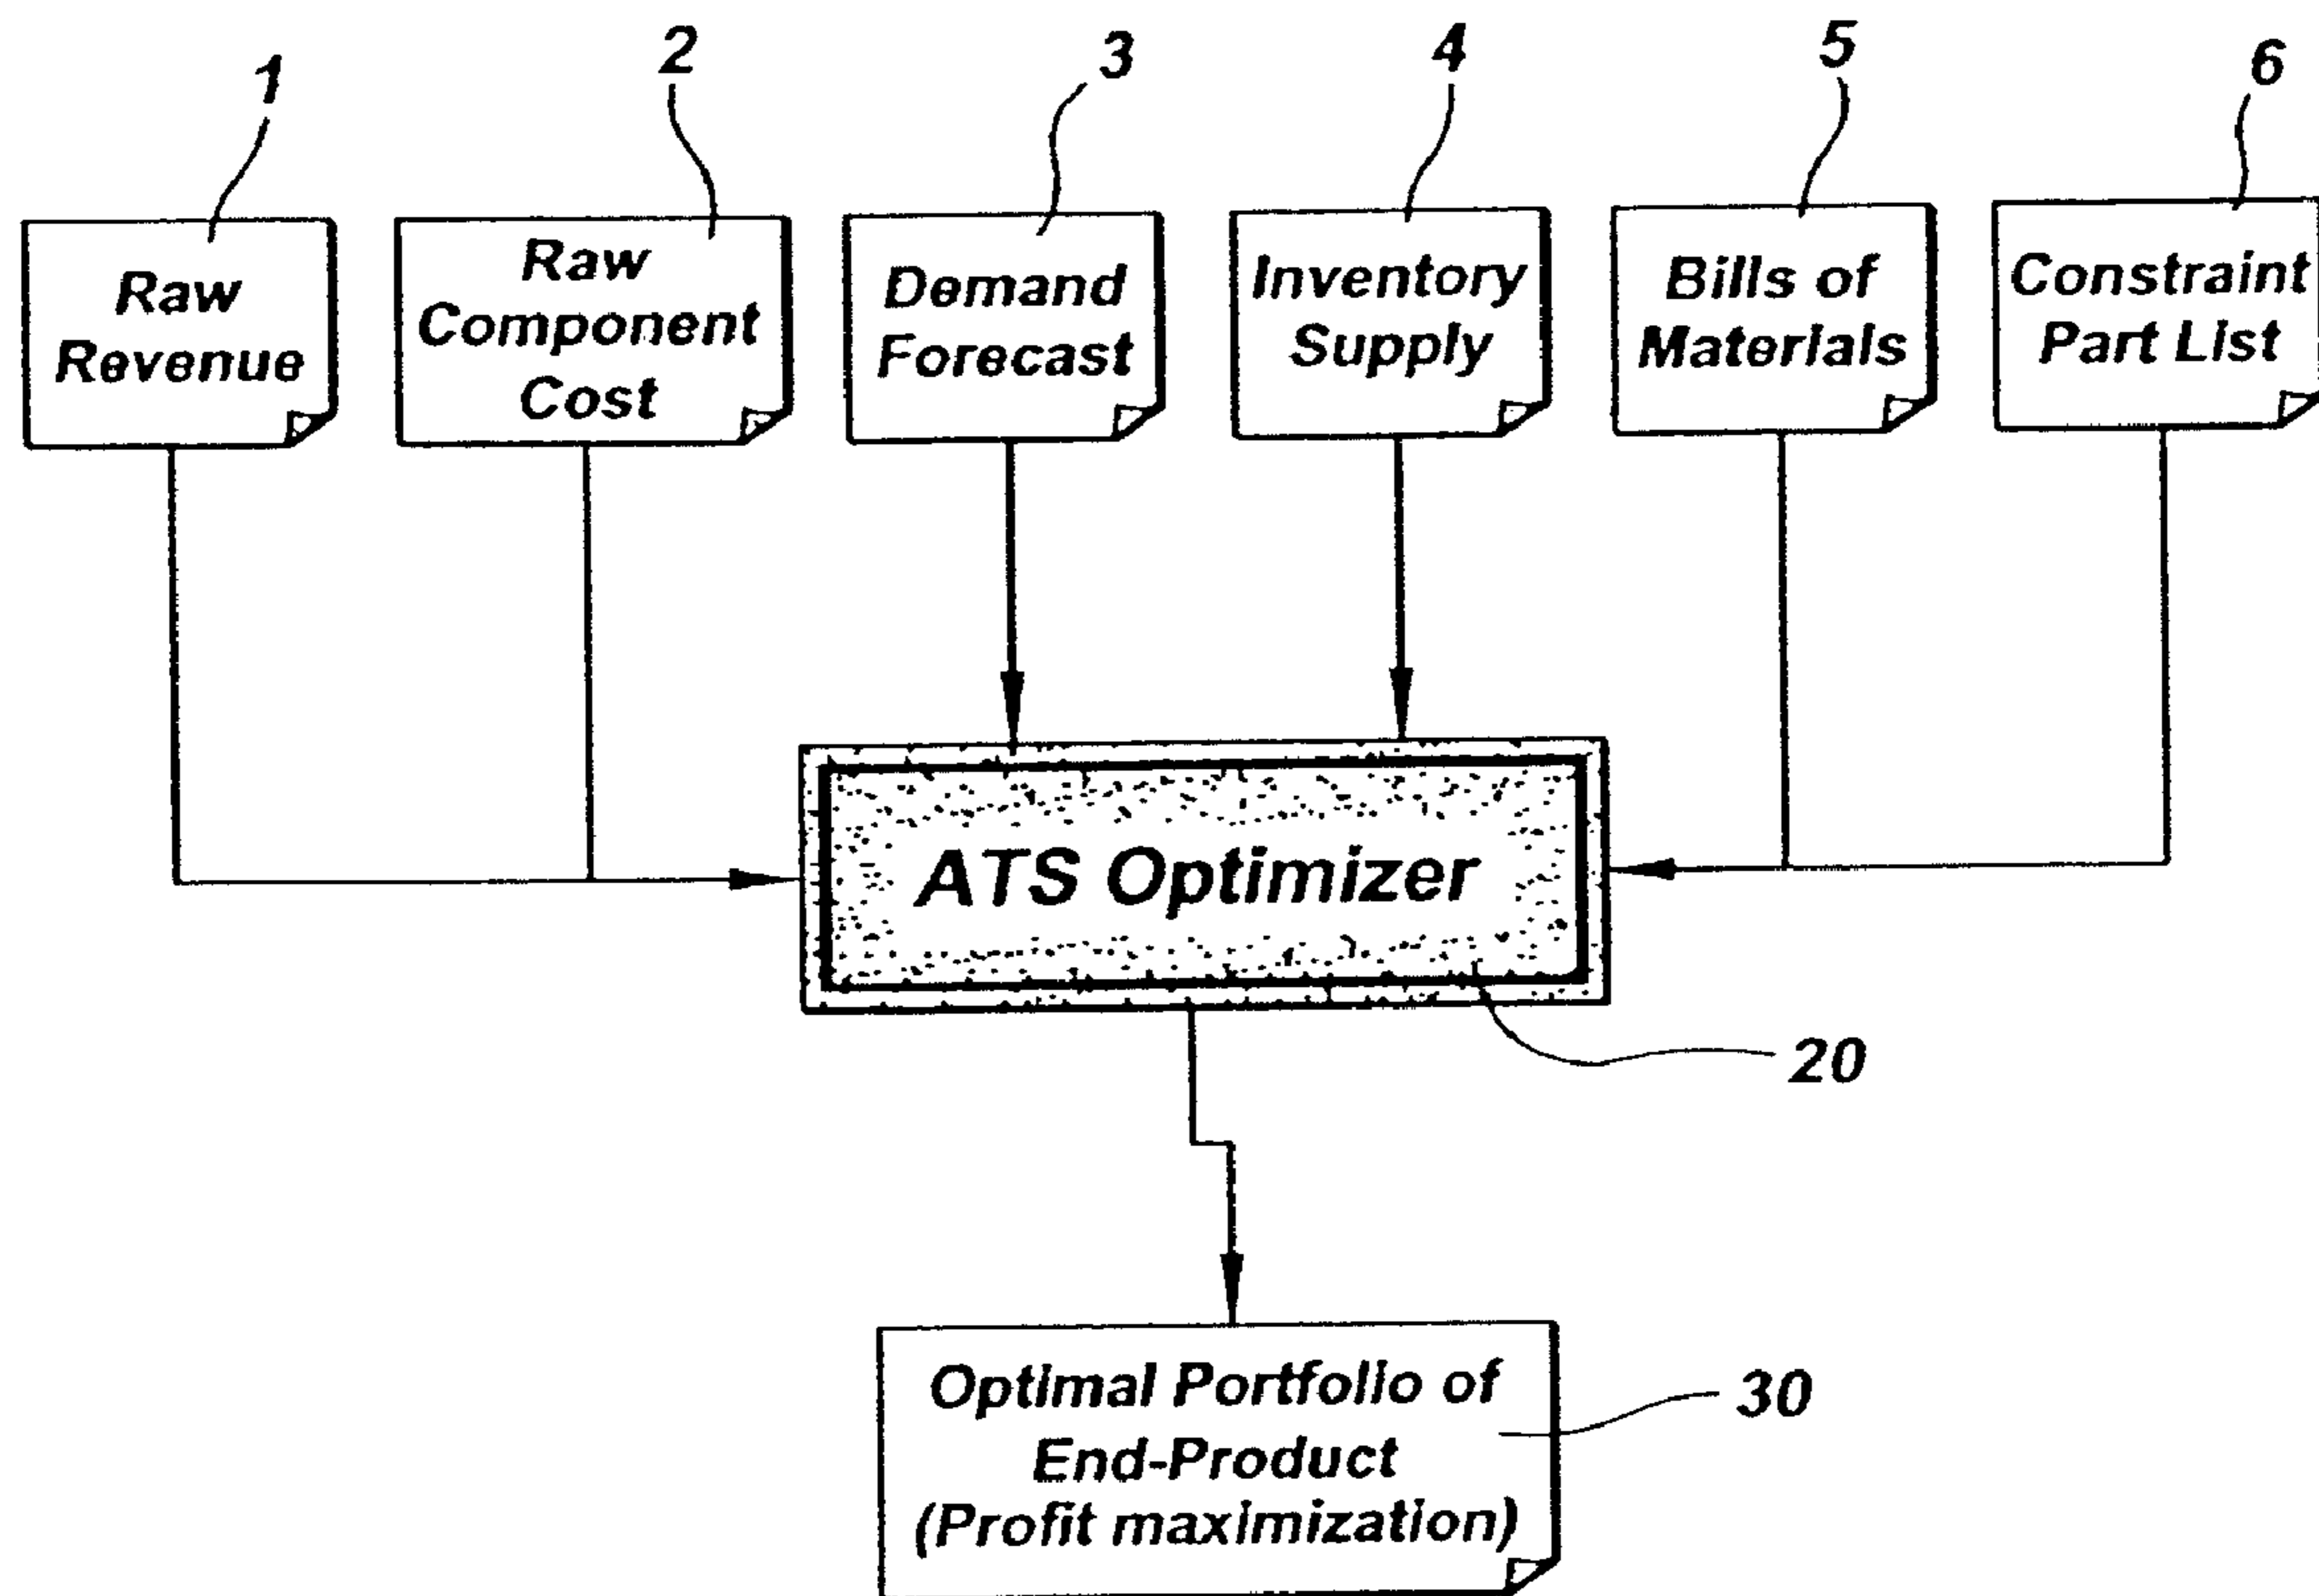 1
2
3
4
5
6
Raw
Revenue
Raw
Component
Cost
Demand
Forecast
Inventory
Supply
Bills of
Materials
Constraint
Part List
ATS Optimizer
20
Optimal Portfolio of
End-Product
(Profit maximization)
30